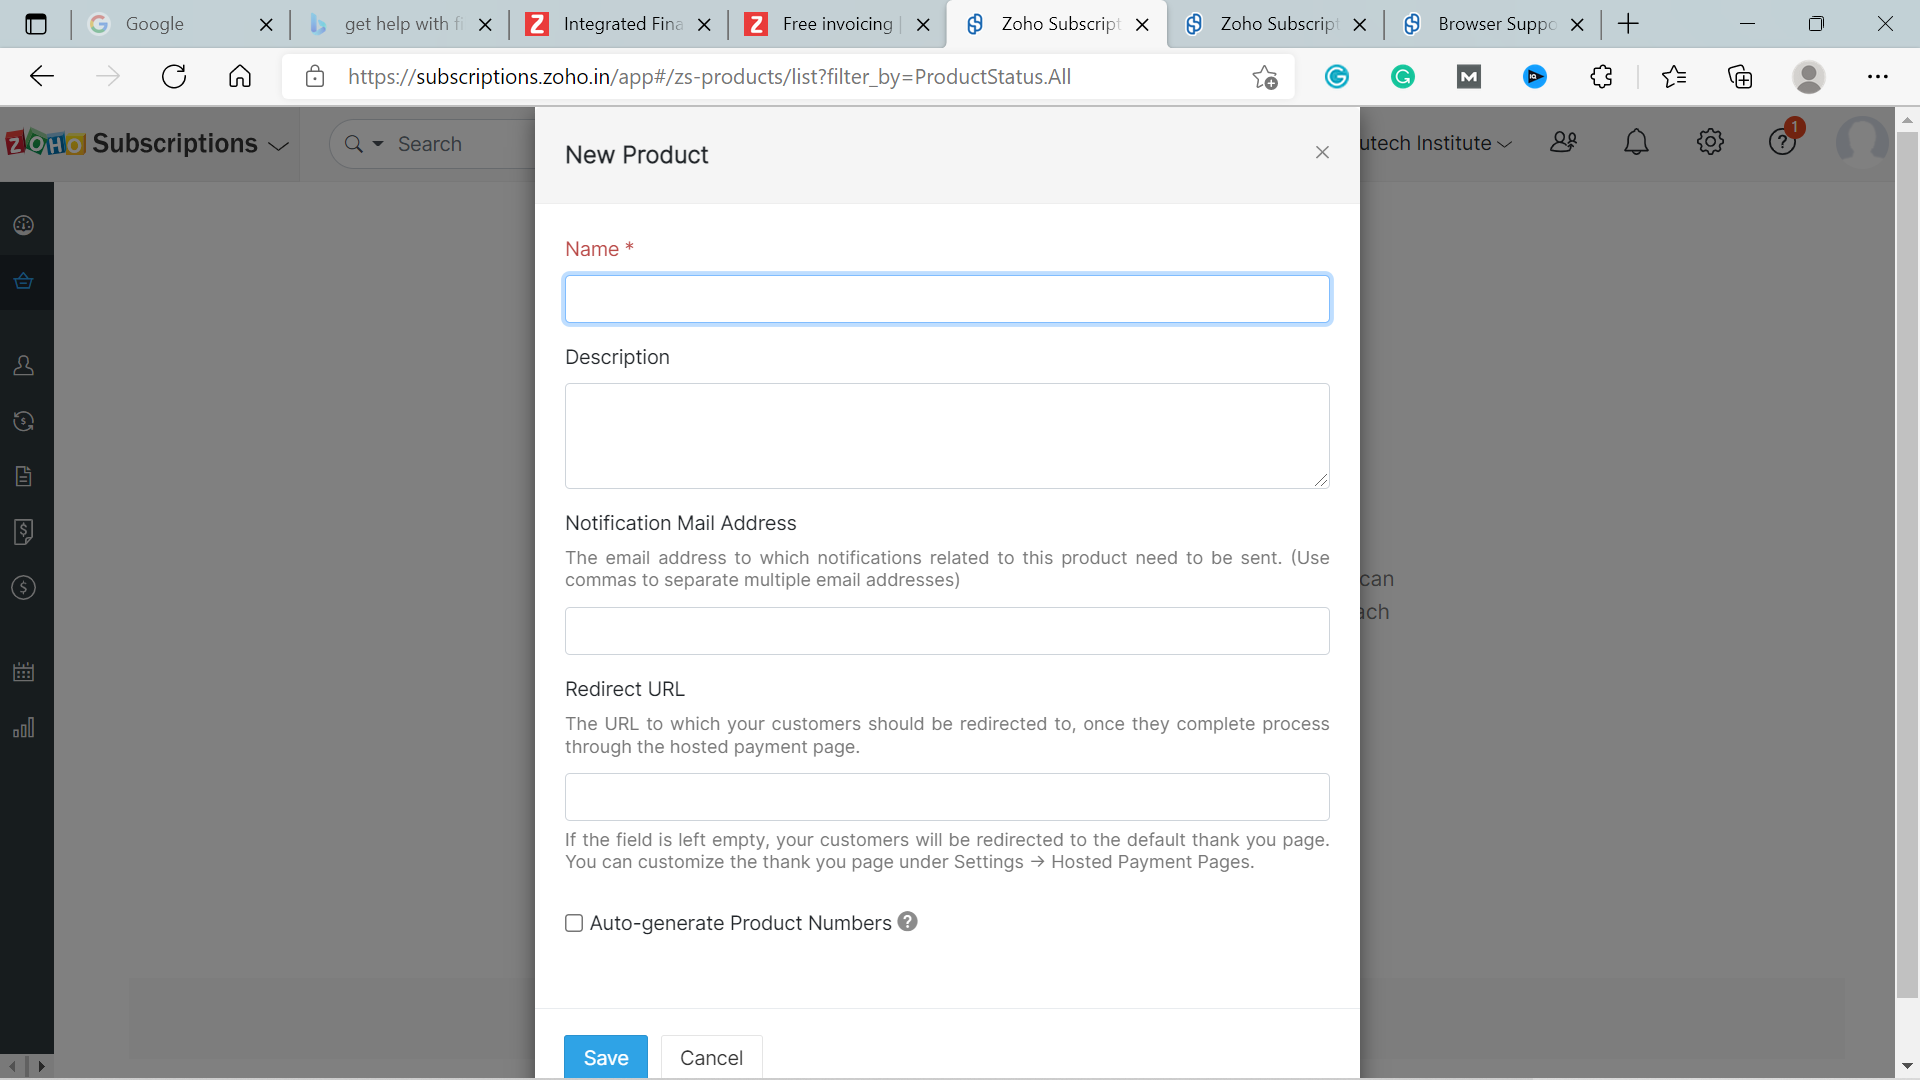 Google
get help with fi
Integrated Fina
Free invoicing
Zoho Subscript
Zoho Subscript
Browser Suppo
https://subscriptions.zoho.in/app#/zs-products/list?filter_by=ProductStatus.All
ZOHO Subscriptions
Search
New Product
utech Institute
1
Name *
Description
Notification Mail Address
The email address to which notifications related to this product need to be sent. (Use
commas to separate multiple email addresses)
can
ach
Redirect URL
The URL to which your customers should be redirected to, once they complete process
through the hosted payment page.
If the field is left empty, your customers will be redirected to the default thank you page.
You can customize the thank you page under Settings → Hosted Payment Pages.
Auto-generate Product Numbers
Save
Cancel